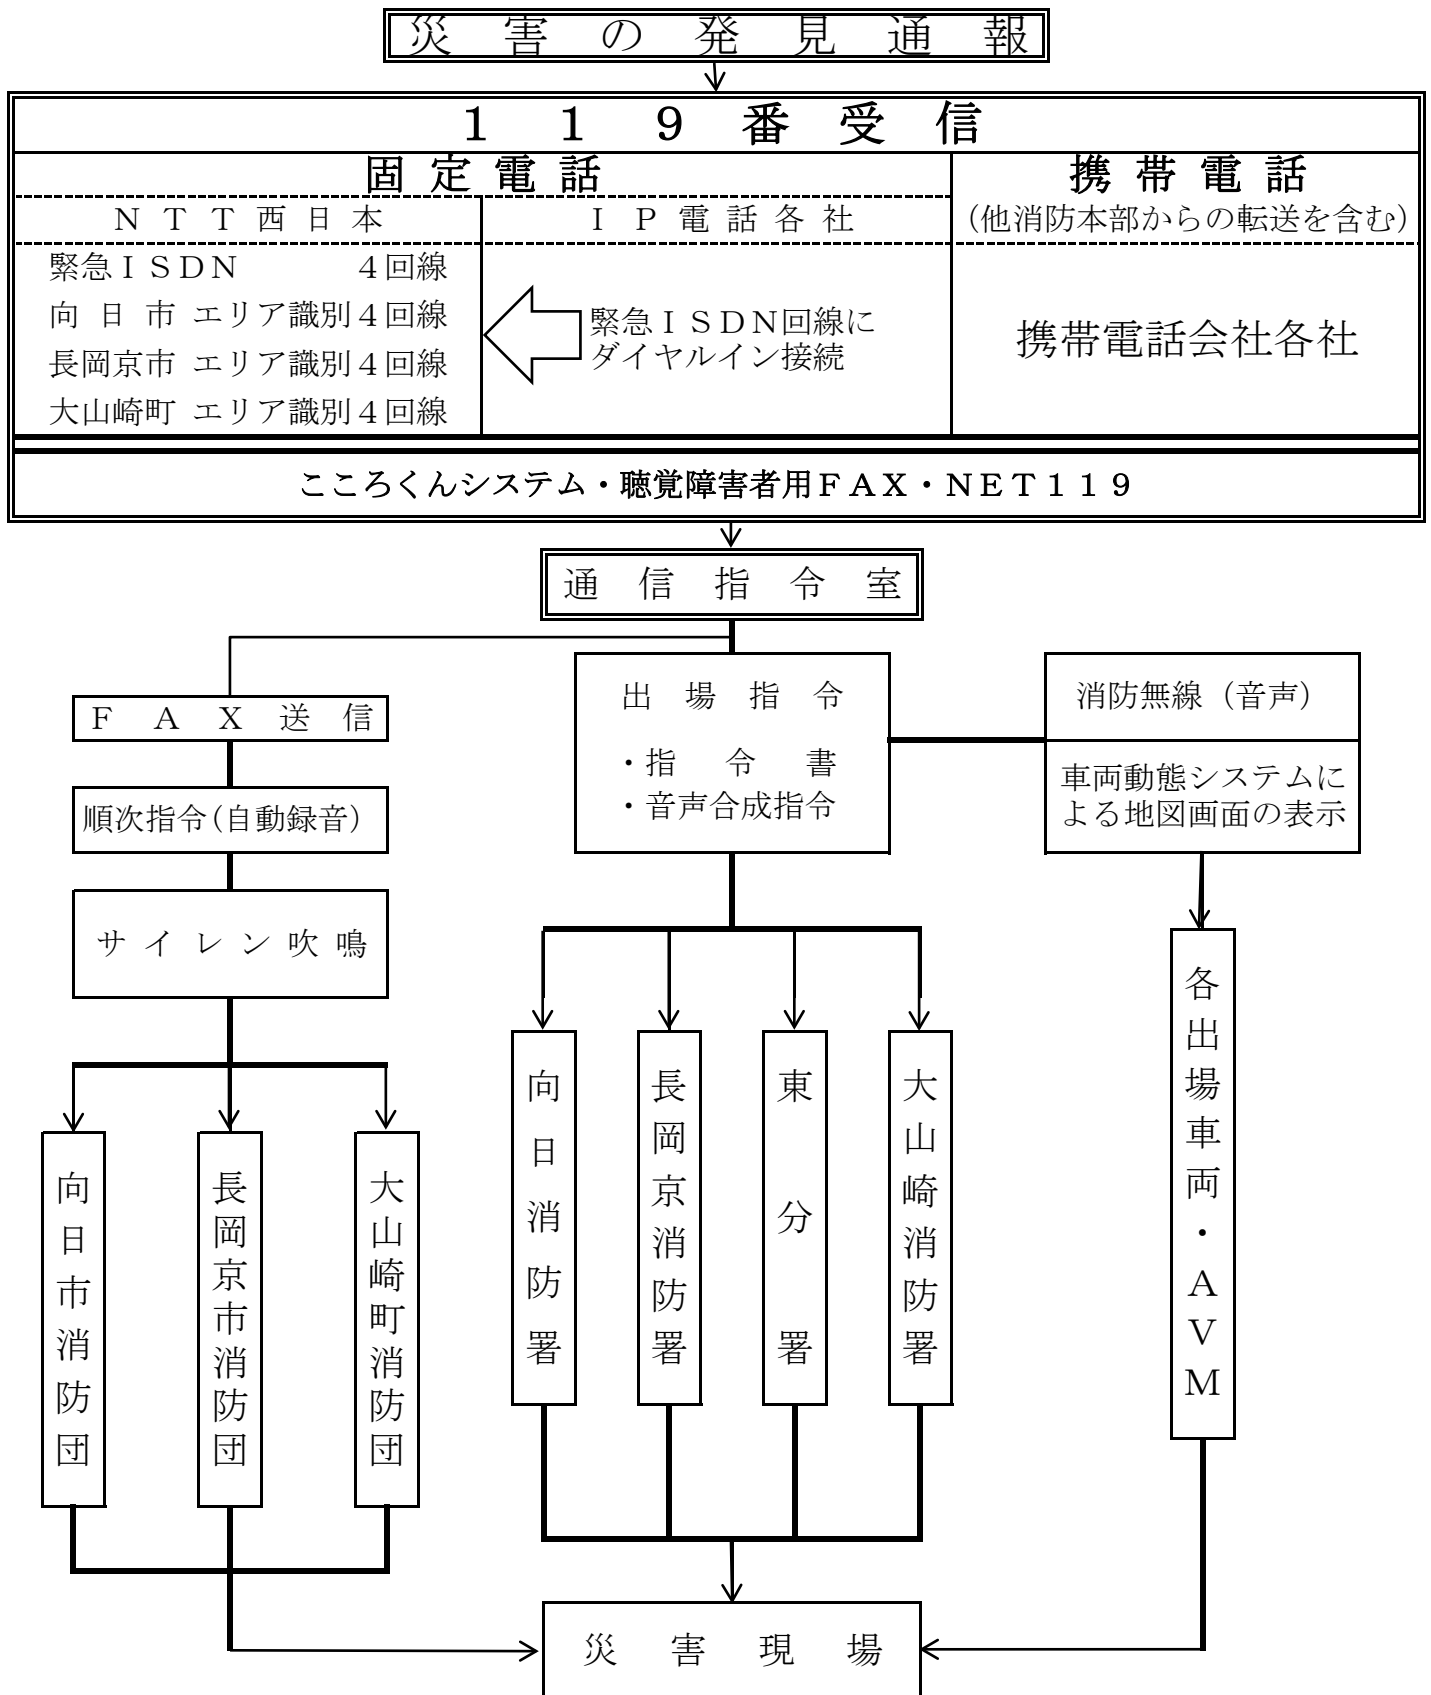 災害の発見通報
１１９番受信
固定電話
携帯電話
ＮＴＴ西日本
ＩＰ電話各社
（他消防本部からの転送を含む）
緊急ＩＳＤＮ　４回線
向日市 エリア識別４回線
長岡京市 エリア識別４回線
大山崎町 エリア識別４回線
緊急ＩＳＤＮ回線に
ダイヤルイン接続
携帯電話会社各社
こころくんシステム・聴覚障害者用ＦＡＸ・ＮＥＴ１１９
通信指令室
ＦＡＸ送信
順次指令（自動録音）
サイレン吹鳴
出場指令
・指令書
・音声合成指令
消防無線（音声）
車両動態システムに
よる地図画面の表示
向日市消防団
長岡京市消防団
大山崎町消防団
向日消防署
長岡京消防署
東分署
大山崎消防署
各出場車両・ＡＶＭ
災害現場